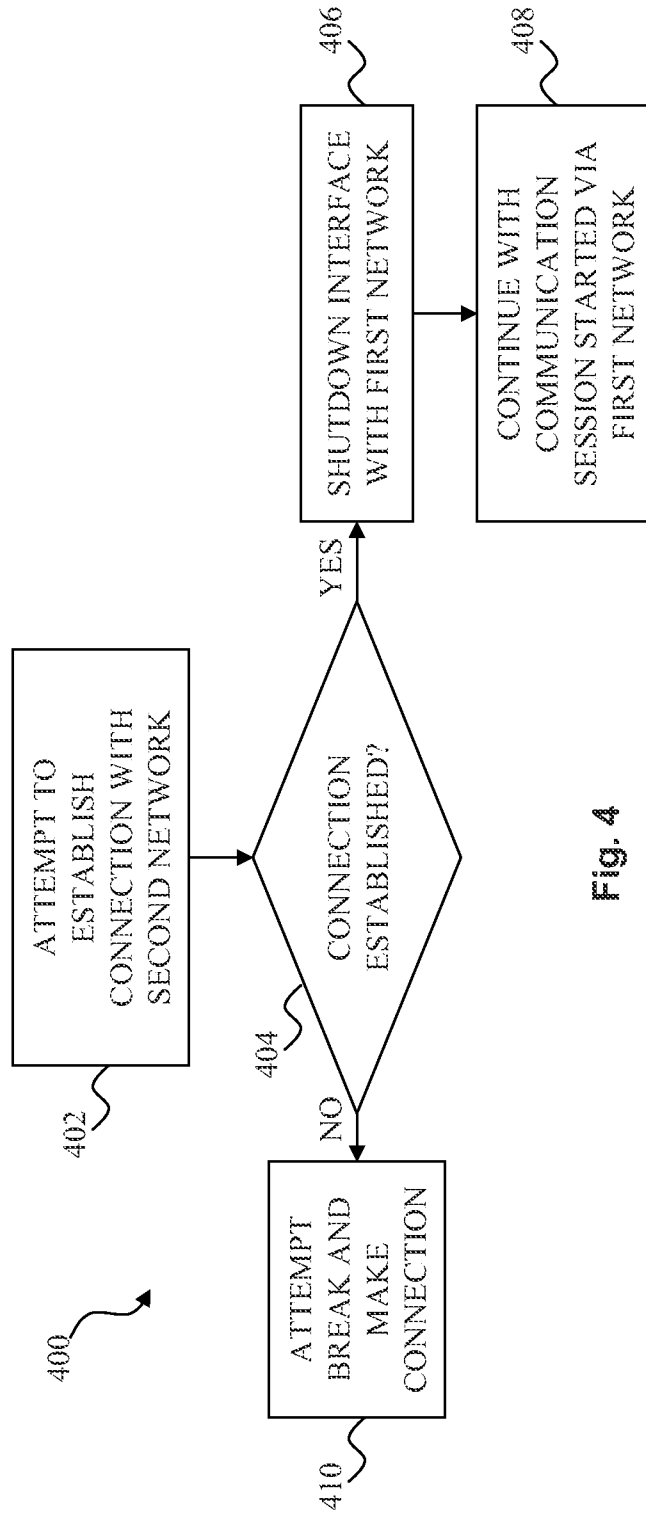 400
402
ATTEMPT TO
ESTABLISH
CONNECTION WITH
SECOND NETWORK
404
CONNECTION
ESTABLISHED?
NO
YES
410
ATTEMPT
BREAK AND
MAKE
CONNECTION
406
SHUTDOWN INTERFACE
WITH FIRST NETWORK
408
CONTINUE WITH
COMMUNICATION
SESSION STARTED VIA
FIRST NETWORK
Fig. 4